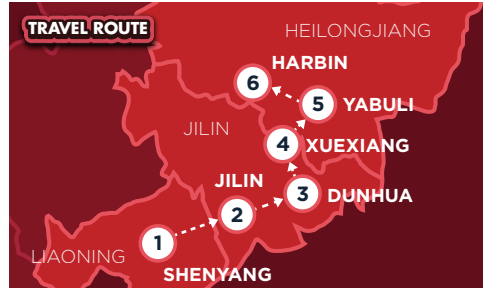 TRAVEL ROUTE
HEILONGJIANG
HARBIN
6
5
YABULI
JILIN
4
XUEXIANG
JILIN
3
DUNHUA
2
1
LIAONING
SHENYANG